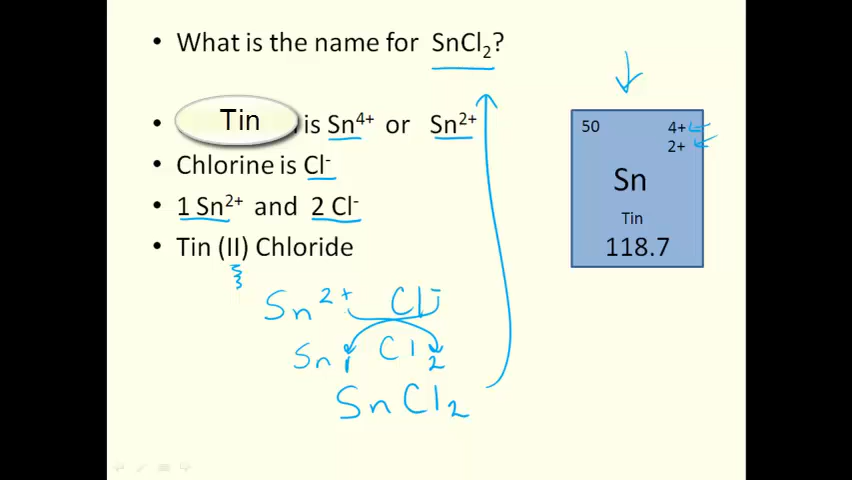 • What is the name for SnCl₂?
• Tin is Sn⁴⁺ or Sn²⁺
• Chlorine is Cl⁻
• 1 Sn²⁺ and 2 Cl⁻
• Tin (II) Chloride
Sn²⁺ Cl⁻
Sn₁ Cl₂
SnCl₂
50 4+
2+
Sn
Tin
118.7